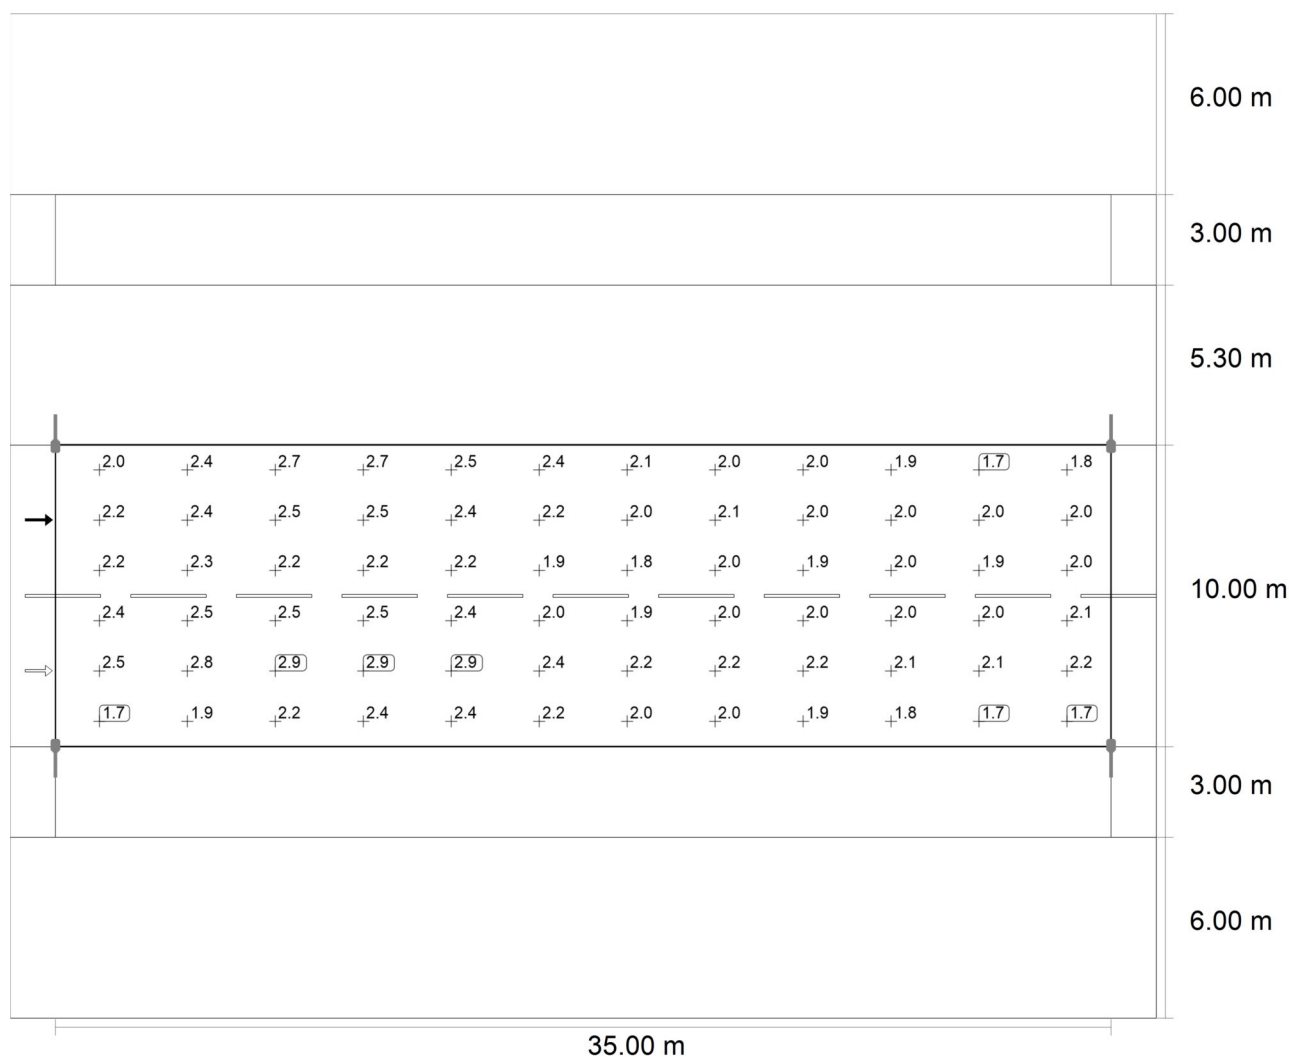 6.00 m
3.00 m
5.30 m
2.0 2.4 2.7 2.7 2.5 2.4 2.1 2.0 2.0 1.9 1.7 1.8
2.2 2.4 2.5 2.5 2.4 2.2 2.0 2.1 2.0 2.0 2.0 2.0
2.2 2.3 2.2 2.2 2.2 1.9 1.8 2.0 1.9 2.0 1.9 2.0
10.00 m
2.4 2.5 2.5 2.5 2.4 2.0 1.9 2.0 2.0 2.0 2.0 2.1
2.5 2.8 2.9 2.9 2.9 2.4 2.2 2.2 2.2 2.1 2.1 2.2
1.7 1.9 2.2 2.4 2.4 2.2 2.0 2.0 1.9 1.8 1.7 1.7
3.00 m
6.00 m
35.00 m